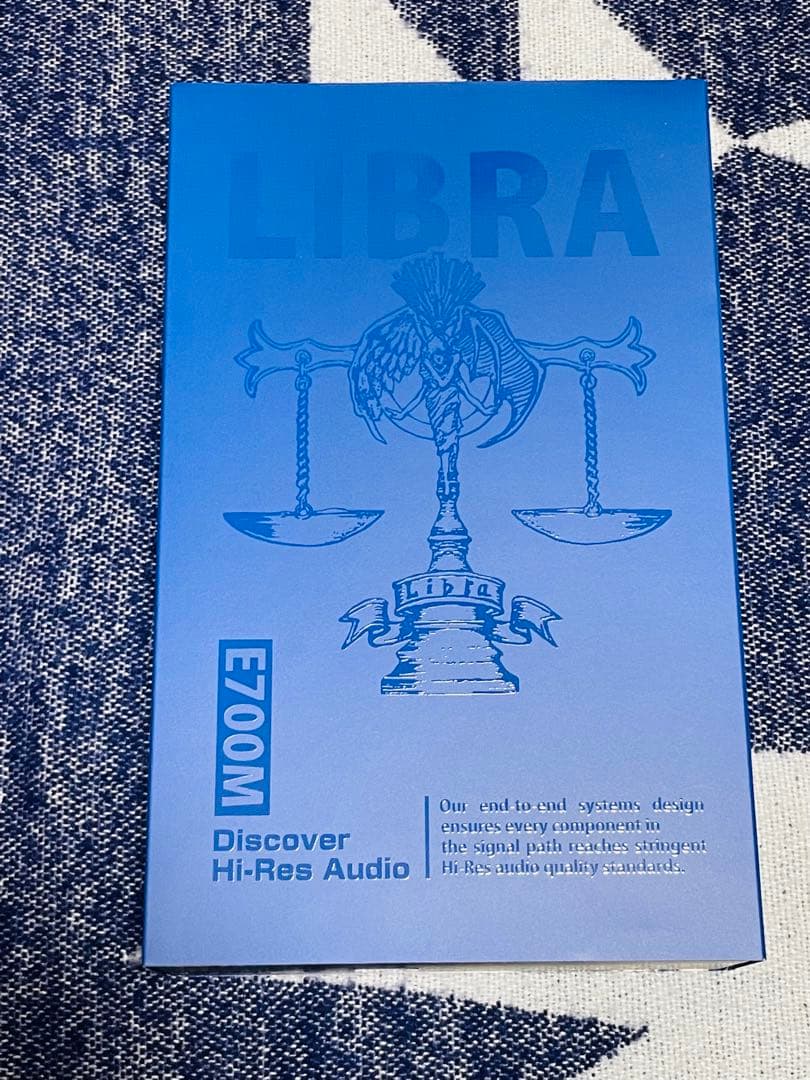 LIBRA
Libra
E700M
Discover
Hi-Res Audio
Our end-to-end systems design
ensures every component in
the signal path reaches stringent
Hi-Res audio quality standards.